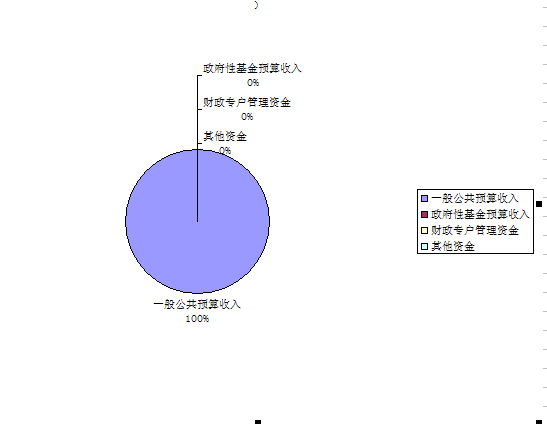 ）
政府性基金预算收入
0%
财政专户管理资金
0%
其他资金
0%
一般公共预算收入
100%
一般公共预算收入
政府性基金预算收入
财政专户管理资金
其他资金